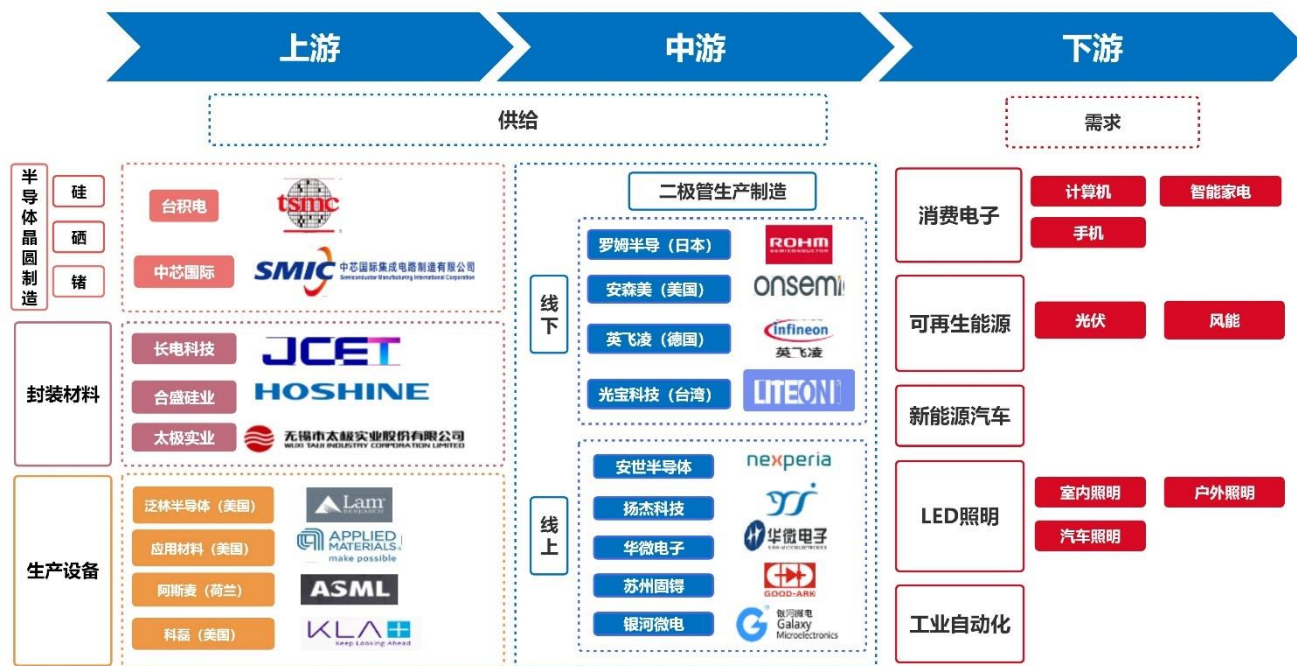 上游
中游
下游
供给
需求
半导体晶圆制造
硅
硒
锗
台积电
tsmc
中芯国际
SMIC 中芯国际集成电路制造有限公司
Semiconductor Manufacturing International Corporation
封装材料
长电科技
JCET
合盛硅业
HOSHINE
太极实业
无锡市太极实业股份有限公司
WUXI TAIJI INDUSTRY CORPORATION LIMITED
生产设备
泛林半导体（美国）
Lam
RESEARCH
应用材料（美国）
APPLIED
MATERIALS
make possible
阿斯麦（荷兰）
ASML
科磊（美国）
KLA
Keep Looking Ahead
二极管生产制造
线下
罗姆半导（日本）
ROHM
SEMICONDUCTOR
安森美（美国）
onsemi
英飞凌（德国）
infineon
英飞凌
光宝科技（台湾）
LITEON
线上
安世半导体
nexperia
扬杰科技
华微电子
华微电子
苏州固锝
GOOD-ARK
银河微电
银河微电
Galaxy
Microelectronics
消费电子
计算机
智能家电
手机
可再生能源
光伏
风能
新能源汽车
LED照明
室内照明
户外照明
汽车照明
工业自动化